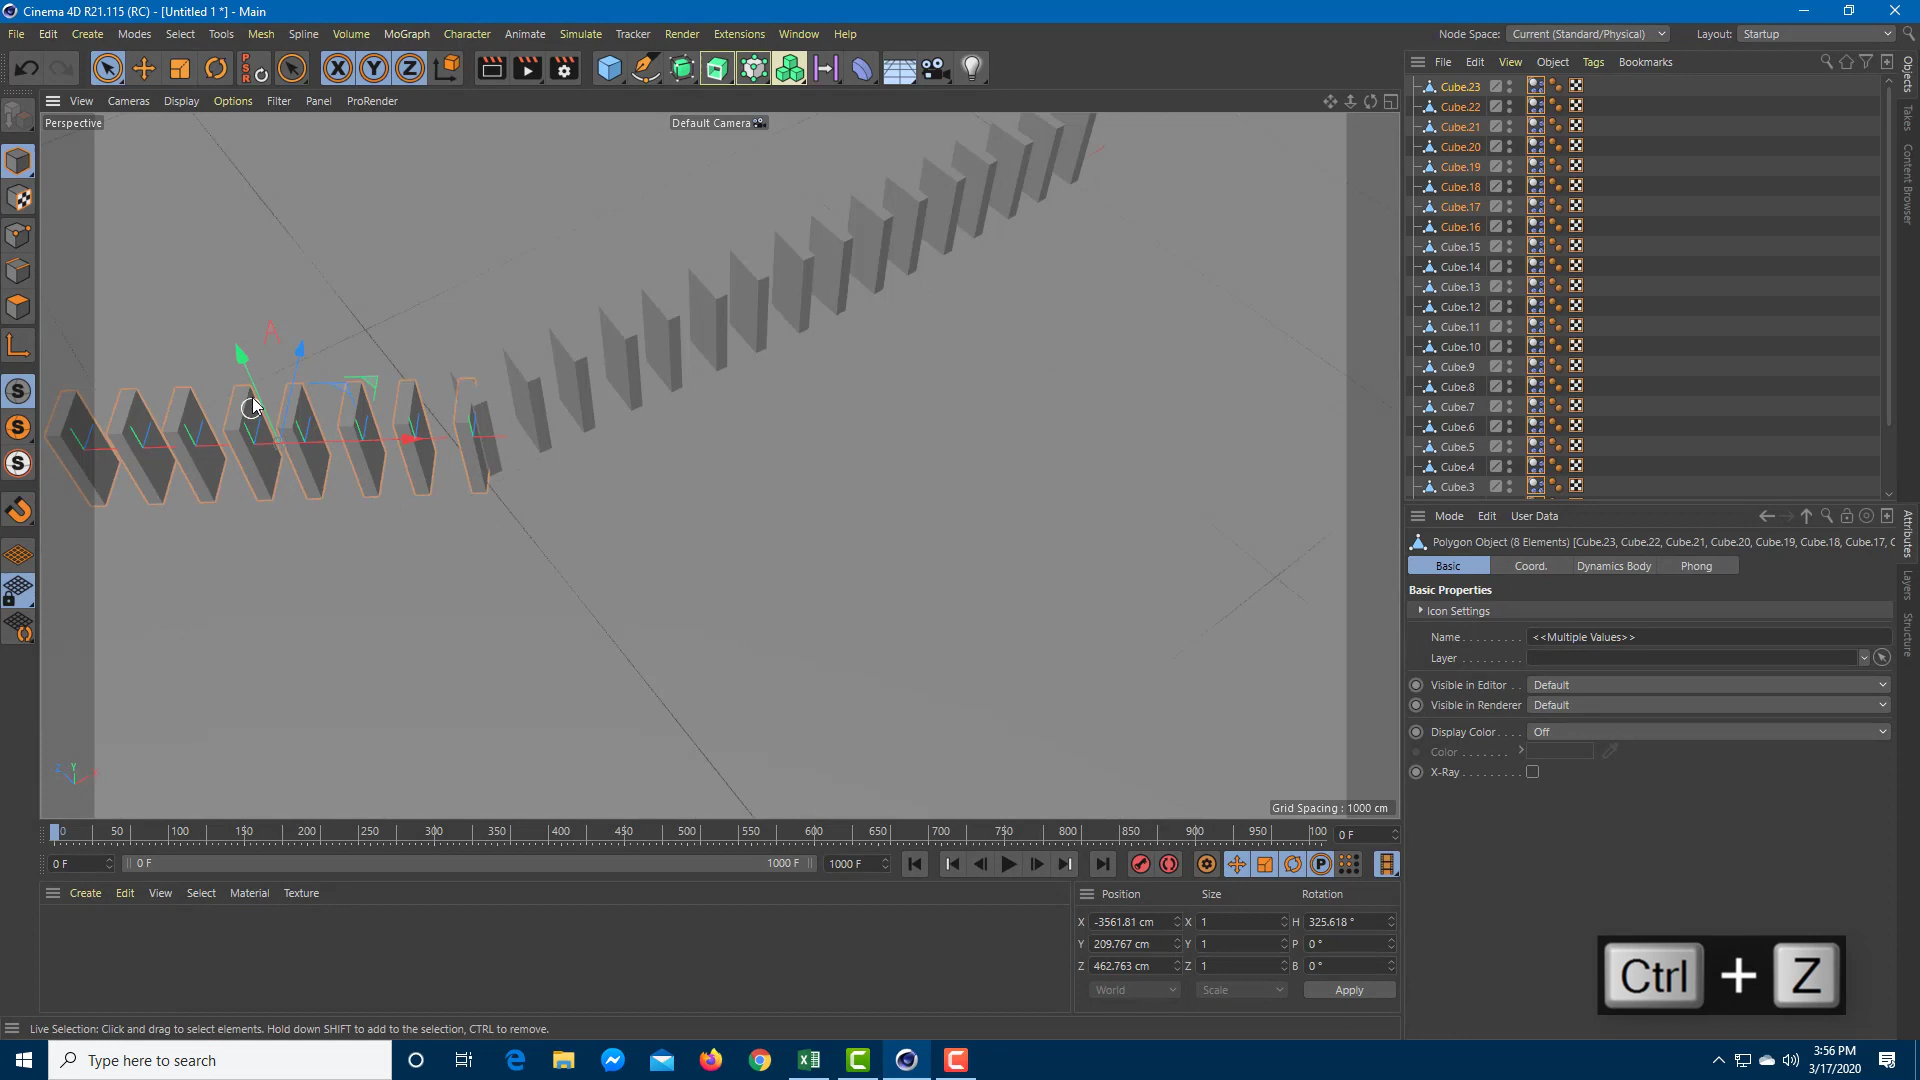 Cinema 4D R21.115 (RC) - [Untitled 1 *] - Main
File Edit Create Modes Select Tools Mesh Spline Volume MoGraph Character Animate Simulate Tracker Render Extensions Window Help
Node Space: Current (Standard/Physical) Layout: Startup
PSR X Y Z
File Edit View Object Tags Bookmarks
View Cameras Display Options Filter Panel ProRender
Perspective
Default Camera
Cube.23
Cube.22
Cube.21
Cube.20
Cube.19
Cube.18
Cube.17
Cube.16
Cube.15
Cube.14
Cube.13
Cube.12
Cube.11
Cube.10
Cube.9
Cube.8
Cube.7
Cube.6
Cube.5
Cube.4
Cube.3
Objects
Takes
Content Browser
Attributes
Layers
Structure
Mode Edit User Data
Polygon Object (8 Elements) [Cube.23, Cube.22, Cube.21, Cube.20, Cube.19, Cube.18, Cube.17, C
Basic Coord. Dynamics Body Phong
Basic Properties
Icon Settings
Name <<Multiple Values>>
Layer
Visible in Editor Default
Visible in Renderer Default
Display Color Off
Color
X-Ray
S
S
S
Z Y
Grid Spacing : 1000 cm
0 50 100 150 200 250 300 350 400 450 500 550 600 650 700 750 800 850 900 950 100 0 F
0 F 0 F 1000 F 1000 F P
Create Edit View Select Material Texture
Position Size Rotation
X -3561.81 cm X 1 H 325.618 °
Y 209.767 cm Y 1 P 0 °
Z 462.763 cm Z 1 B 0 °
World Scale Apply
Ctrl + Z
Live Selection: Click and drag to select elements. Hold down SHIFT to add to the selection, CTRL to remove.
Type here to search
3:56 PM
3/17/2020